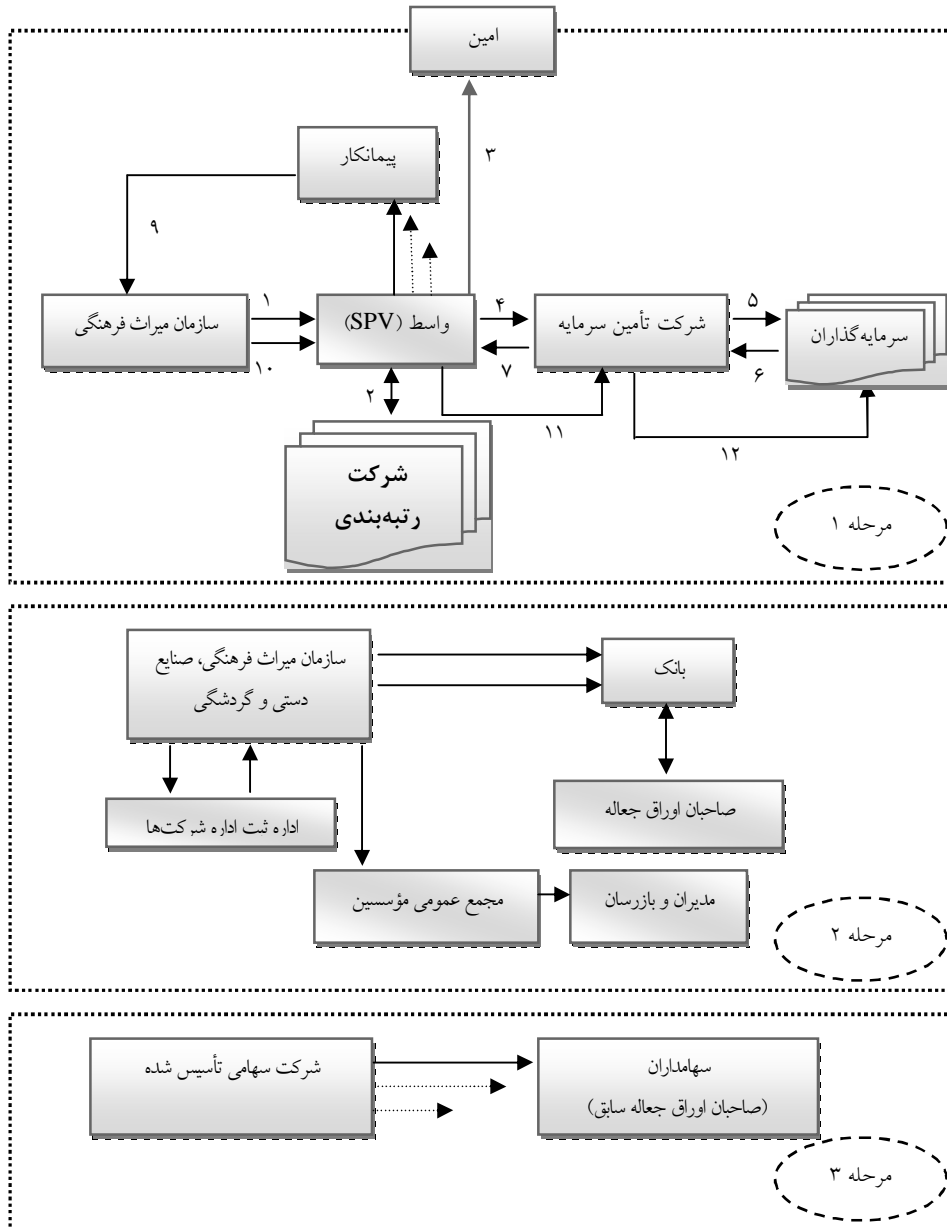 امین
پیمانکار
۳
۹
سازمان میراث فرهنگی
۱
۱۰
واسط (SPV)
۴
۷
شرکت تأمین سرمایه
۵
۶
سرمایه‌گذاران
۲
۱۱
۱۲
شرکت
رتبه‌بندی
مرحله ۱
سازمان میراث فرهنگی، صنایع
دستی و گردشگی
بانک
اداره ثبت اداره شرکت‌ها
صاحبان اوراق جعاله
مجمع عمومی مؤسسین
مدیران و بازرسان
مرحله ۲
شرکت سهامی تأسیس شده
سهامداران
(صاحبان اوراق جعاله سابق)
مرحله ۳